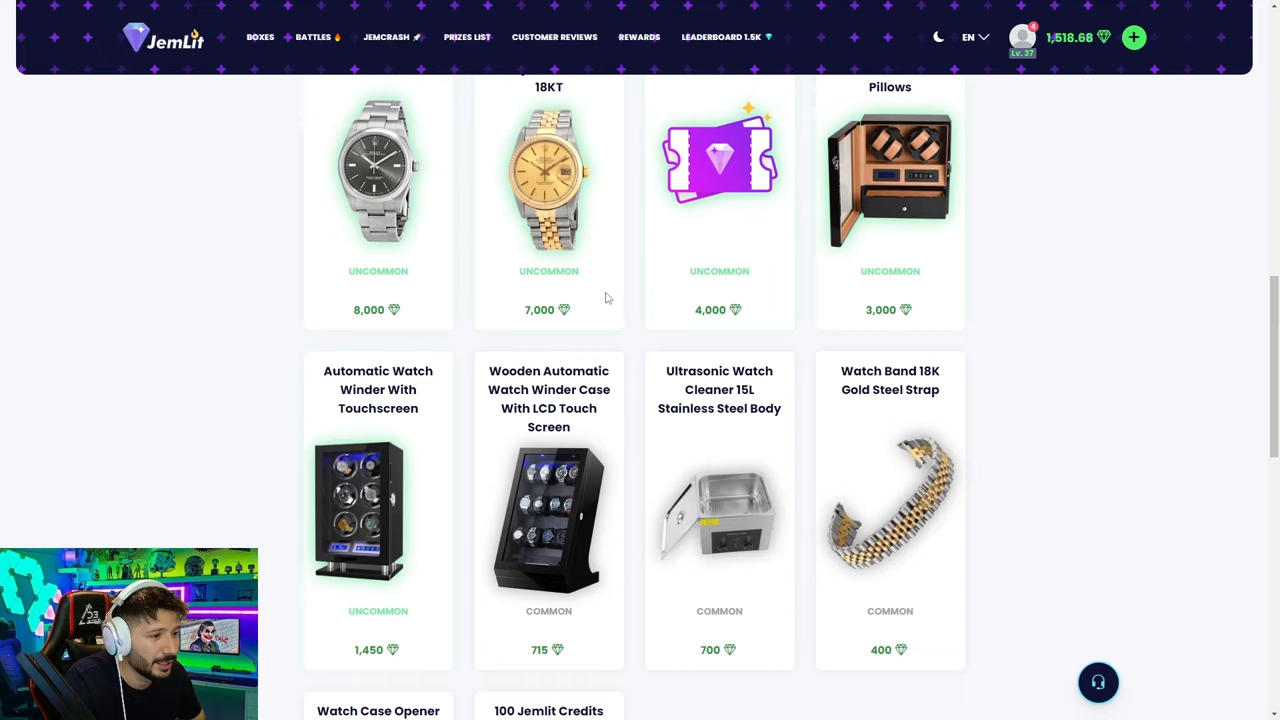 JemLit
BOXES
BATTLES
JEMCRASH
PRIZES LIST
CUSTOMER REVIEWS
REWARDS
LEADERBOARD 1.5K
EN
4
Lv. 37
1,518.68
18KT
Pillows
UNCOMMON
UNCOMMON
UNCOMMON
UNCOMMON
8,000
7,000
4,000
3,000
Automatic Watch
Winder With
Touchscreen
Wooden Automatic
Watch Winder Case
With LCD Touch
Screen
Ultrasonic Watch
Cleaner 15L
Stainless Steel Body
Watch Band 18K
Gold Steel Strap
UNCOMMON
COMMON
COMMON
COMMON
1,450
715
700
400
Watch Case Opener
100 Jemlit Credits